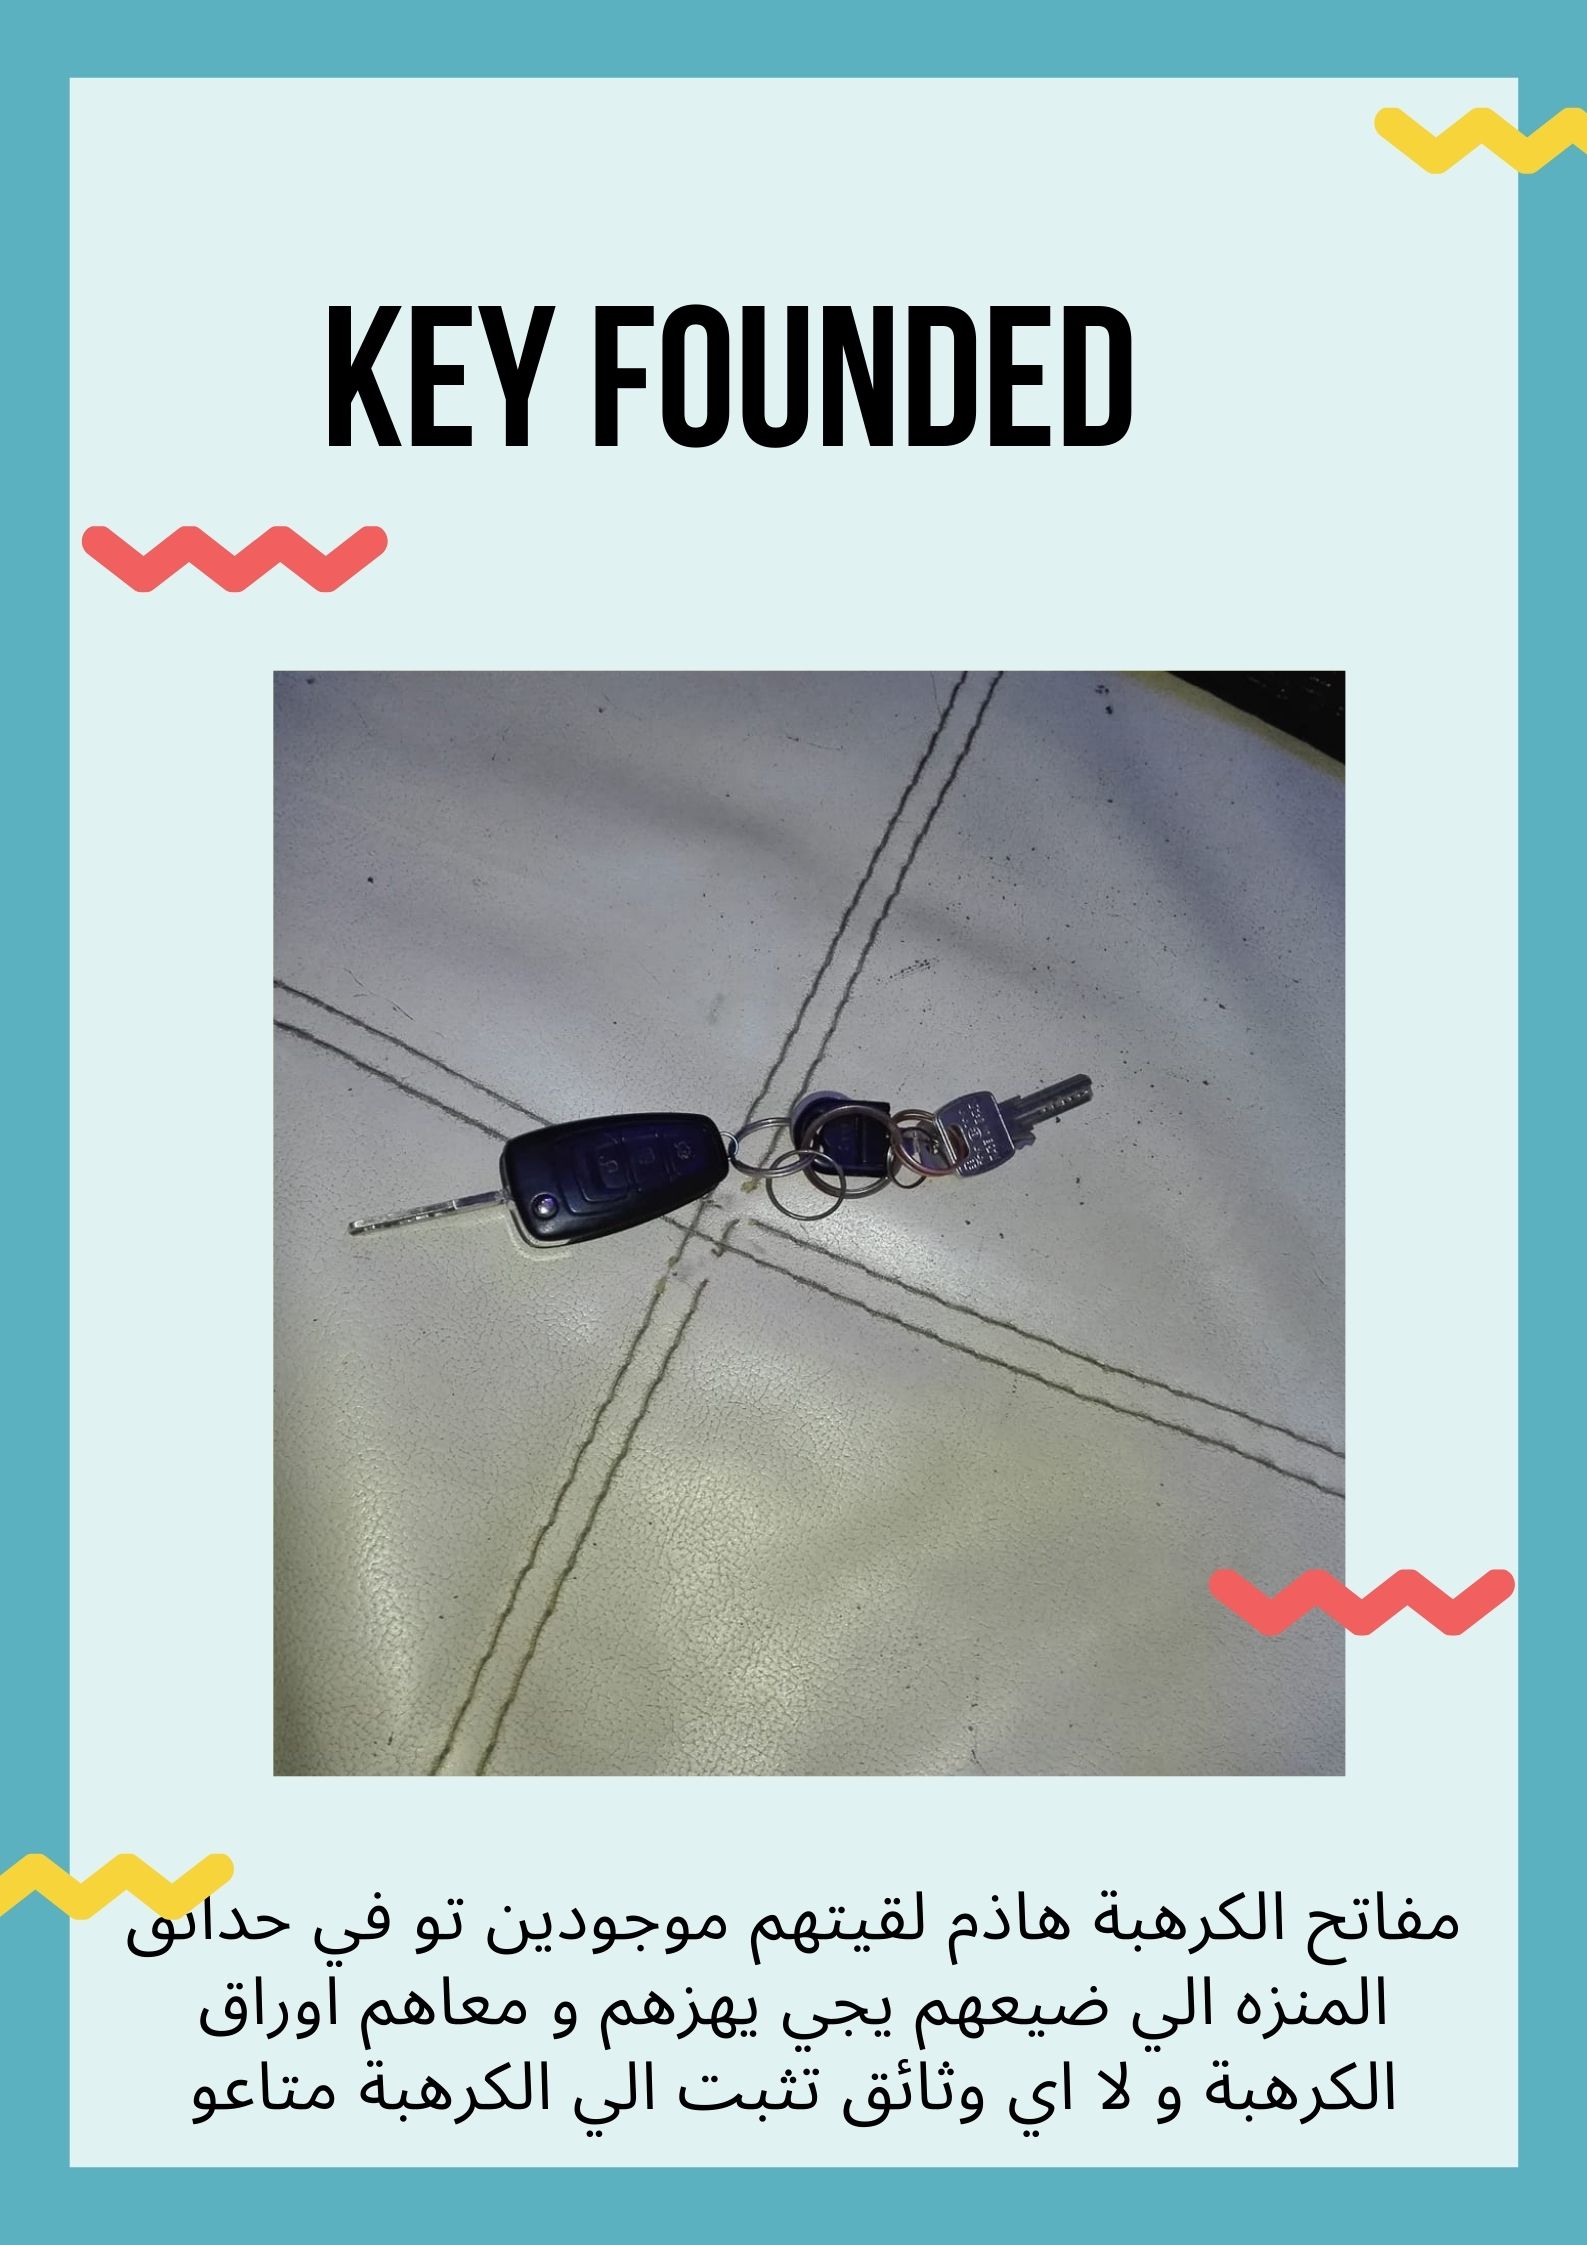 KEY FOUNDED
مفاتح الكرهبة هاذم لقيتهم موجودين تو في حدائق
المنزه الي ضيعهم يجي يهزهم و معاهم اوراق
الكرهبة و لا اي وثائق تثبت الي الكرهبة متاعو